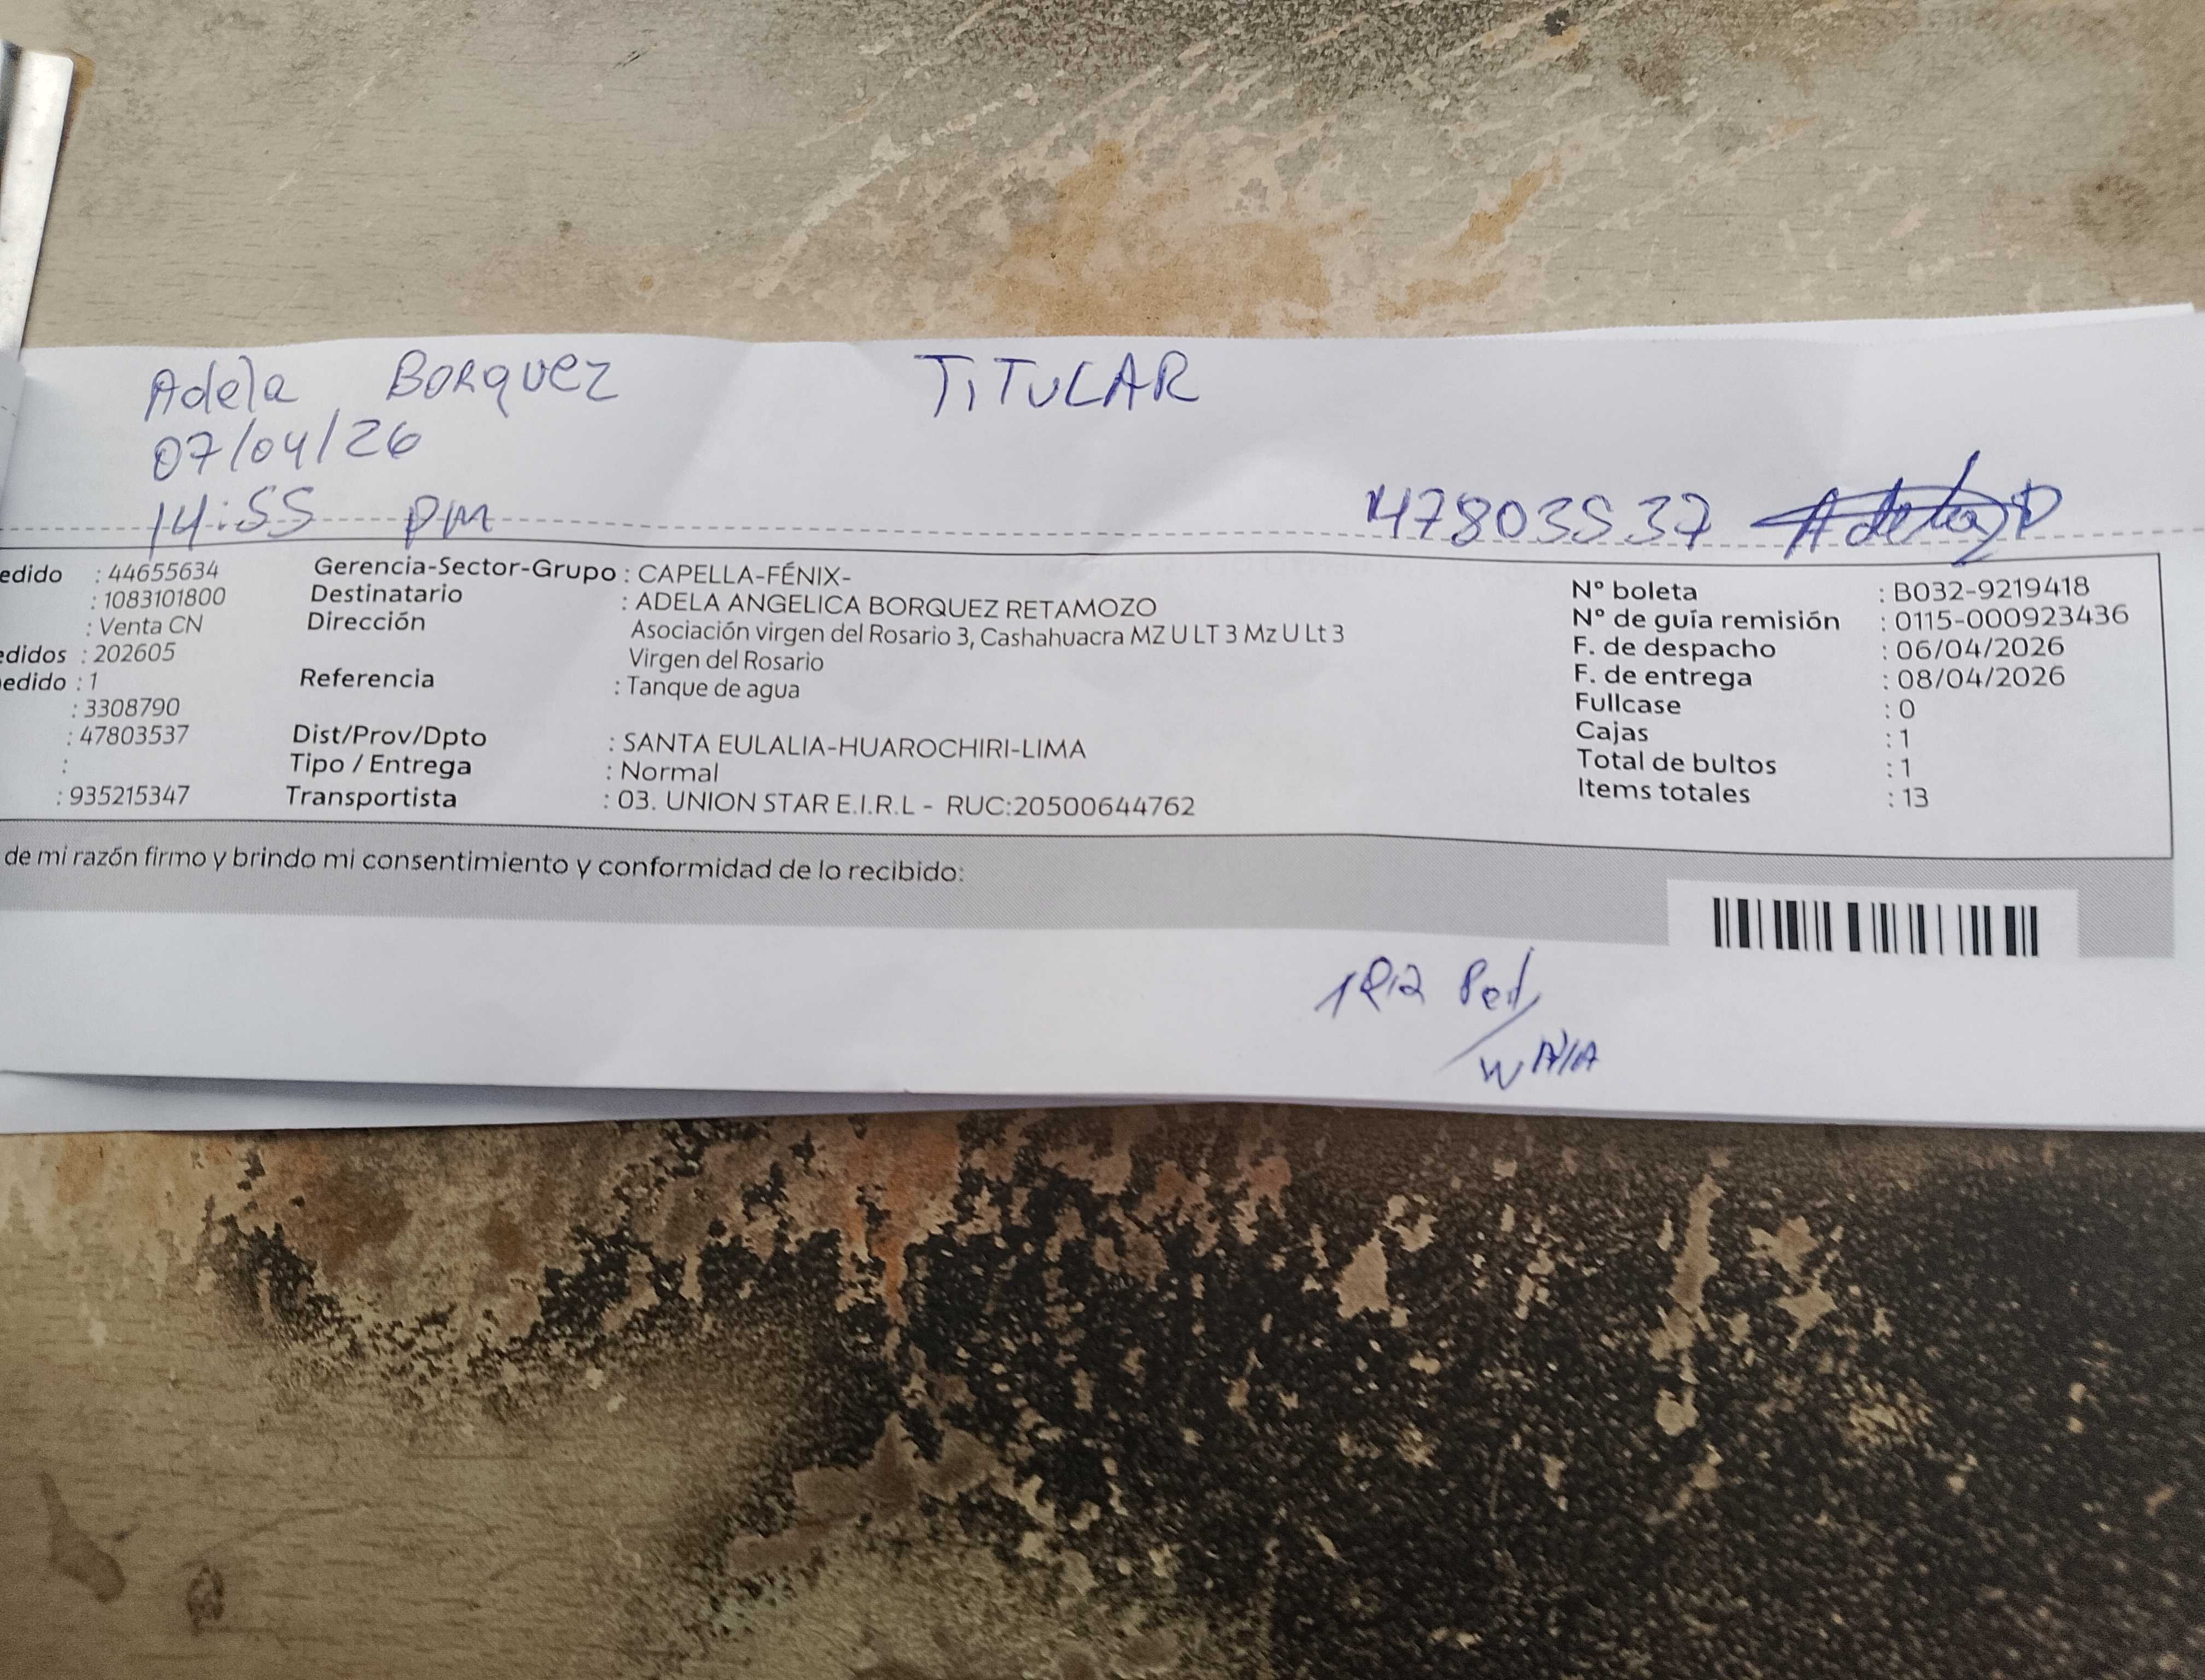 Adela Borquez TITULAR
07/04/26
14:55 pm 47803537
edido : 44655634
: 1083101800
: Venta CN
edidos : 202605
edido : 1
: 3308790
: 47803537
:
: 935215347
Gerencia-Sector-Grupo : CAPELLA-FÉNIX-
Destinatario : ADELA ANGELICA BORQUEZ RETAMOZO
Dirección : Asociación virgen del Rosario 3, Cashahuacra MZ U LT 3 Mz U Lt 3
Virgen del Rosario
Referencia : Tanque de agua
Dist/Prov/Dpto : SANTA EULALIA-HUAROCHIRI-LIMA
Tipo / Entrega : Normal
Transportista : 03. UNION STAR E.I.R.L - RUC:20500644762
N° boleta : B032-9219418
N° de guía remisión : 0115-000923436
F. de despacho : 06/04/2026
F. de entrega : 08/04/2026
Fullcase : 0
Cajas : 1
Total de bultos : 1
Items totales : 13
de mi razón firmo y brindo mi consentimiento y conformidad de lo recibido: